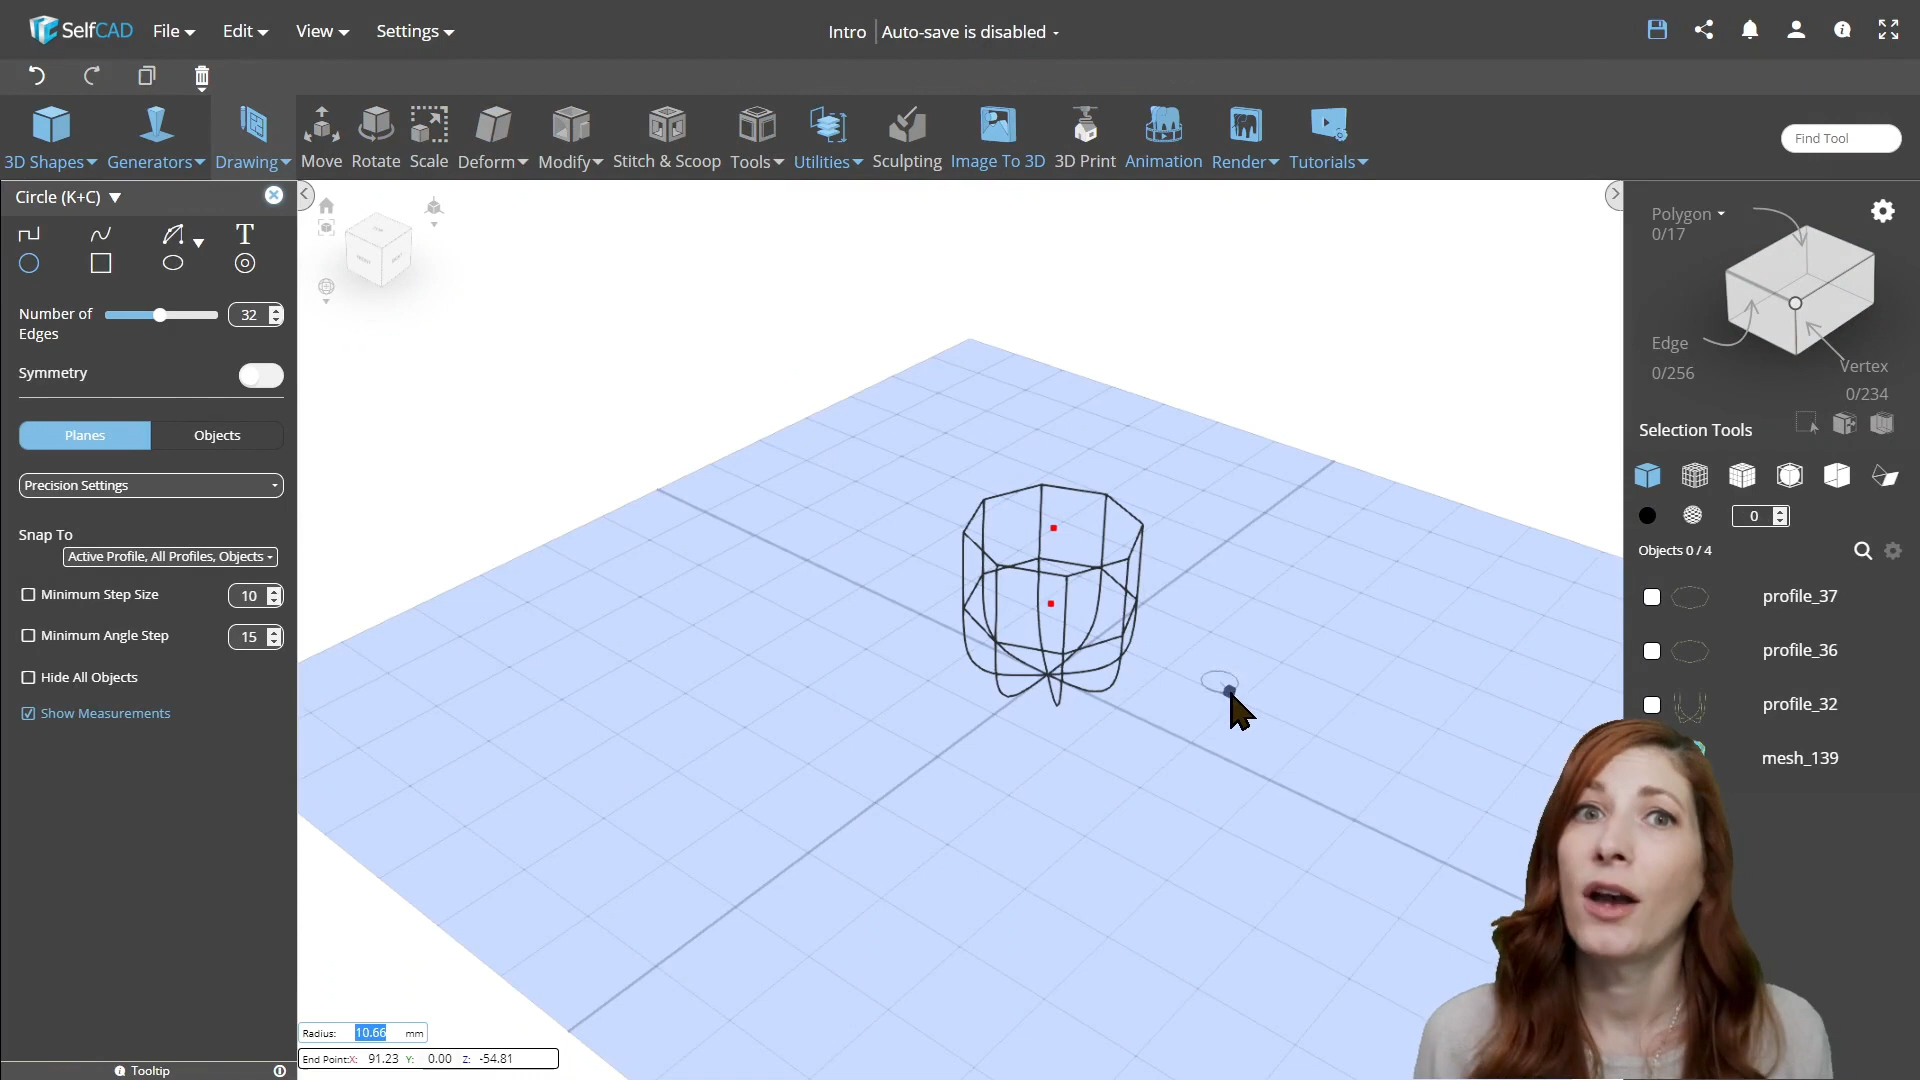 SelfCAD File Edit View Settings Intro Auto-save is disabled
3D Shapes Generators Drawing Move Rotate Scale Deform Modify Stitch & Scoop Tools Utilities Sculpting Image To 3D 3D Print Animation Render Tutorials Find Tool
Circle (K+C)
T
Number of Edges 32
Symmetry
Planes Objects
Precision Settings
Snap To
Active Profile, All Profiles, Objects
Minimum Step Size 10
Minimum Angle Step 15
Hide All Objects
Show Measurements
Tooltip
Radius: 10.66 mm
End Point:X: 91.23 Y: 0.00 Z: -54.81
Polygon
0/17
Edge
0/256
Vertex
0/234
Selection Tools
0
Objects 0 / 4
profile_37
profile_36
profile_32
mesh_139